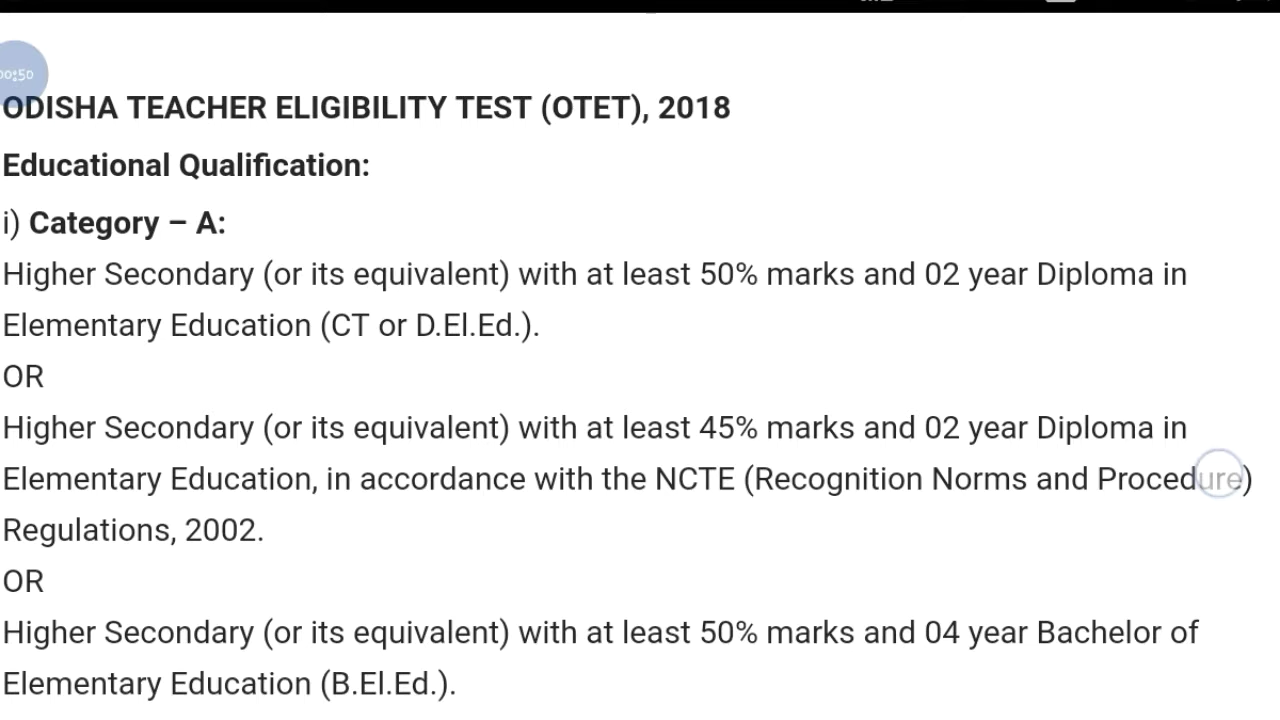 00:50
ODISHA TEACHER ELIGIBILITY TEST (OTET), 2018
Educational Qualification:
i) Category – A:
Higher Secondary (or its equivalent) with at least 50% marks and 02 year Diploma in
Elementary Education (CT or D.El.Ed.).
OR
Higher Secondary (or its equivalent) with at least 45% marks and 02 year Diploma in
Elementary Education, in accordance with the NCTE (Recognition Norms and Procedure)
Regulations, 2002.
OR
Higher Secondary (or its equivalent) with at least 50% marks and 04 year Bachelor of
Elementary Education (B.El.Ed.).